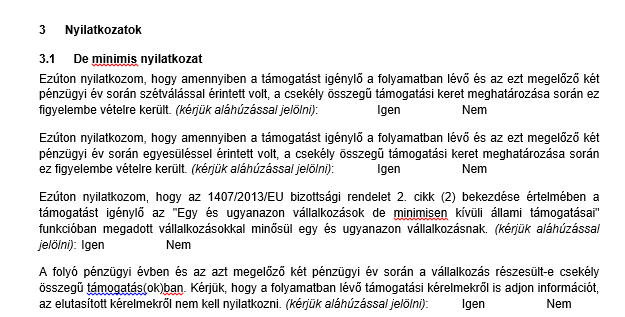 3 Nyilatkozatok
3.1 De minimis nyilatkozat
Ezúton nyilatkozom, hogy amennyiben a támogatást igénylő a folyamatban lévő és az ezt megelőző két
pénzügyi év során szétválással érintett volt, a csekély összegű támogatási keret meghatározása során ez
figyelembe vételre került. (kérjük aláhúzással jelölni): Igen Nem
Ezúton nyilatkozom, hogy amennyiben a támogatást igénylő a folyamatban lévő és az ezt megelőző két
pénzügyi év során egyesüléssel érintett volt, a csekély összegű támogatási keret meghatározása során
ez figyelembe vételre került. (kérjük aláhúzással jelölni): Igen Nem
Ezúton nyilatkozom, hogy az 1407/2013/EU bizottsági rendelet 2. cikk (2) bekezdése értelmében a
támogatást igénylő az "Egy és ugyanazon vállalkozások de minimisen kívüli állami támogatásai"
funkcióban megadott vállalkozásokkal minősül egy és ugyanazon vállalkozásnak. (kérjük aláhúzással
jelölni): Igen Nem
A folyó pénzügyi évben és az azt megelőző két pénzügyi év során a vállalkozás részesült-e csekély
összegű támogatás(ok)ban. Kérjük, hogy a folyamatban lévő támogatási kérelmekről is adjon információt,
az elutasított kérelmekről nem kell nyilatkozni. (kérjük aláhúzással jelölni): Igen Nem